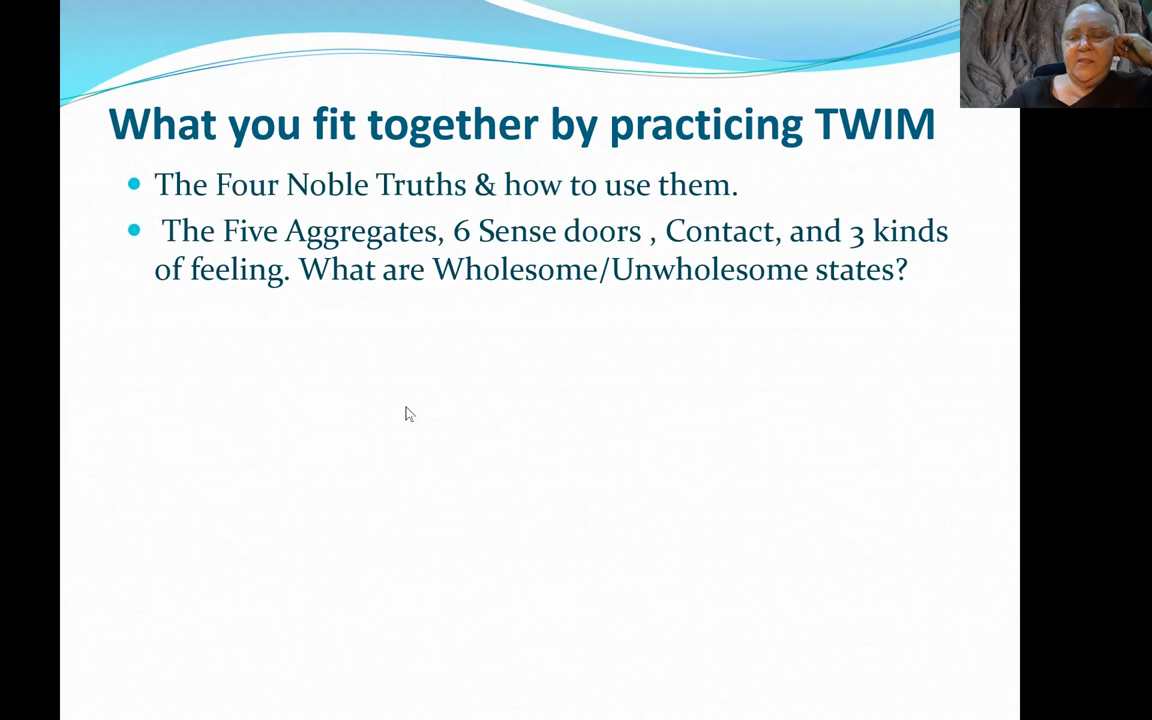 What you fit together by practicing TWIM
• The Four Noble Truths & how to use them.
• The Five Aggregates, 6 Sense doors , Contact, and 3 kinds
of feeling. What are Wholesome/Unwholesome states?